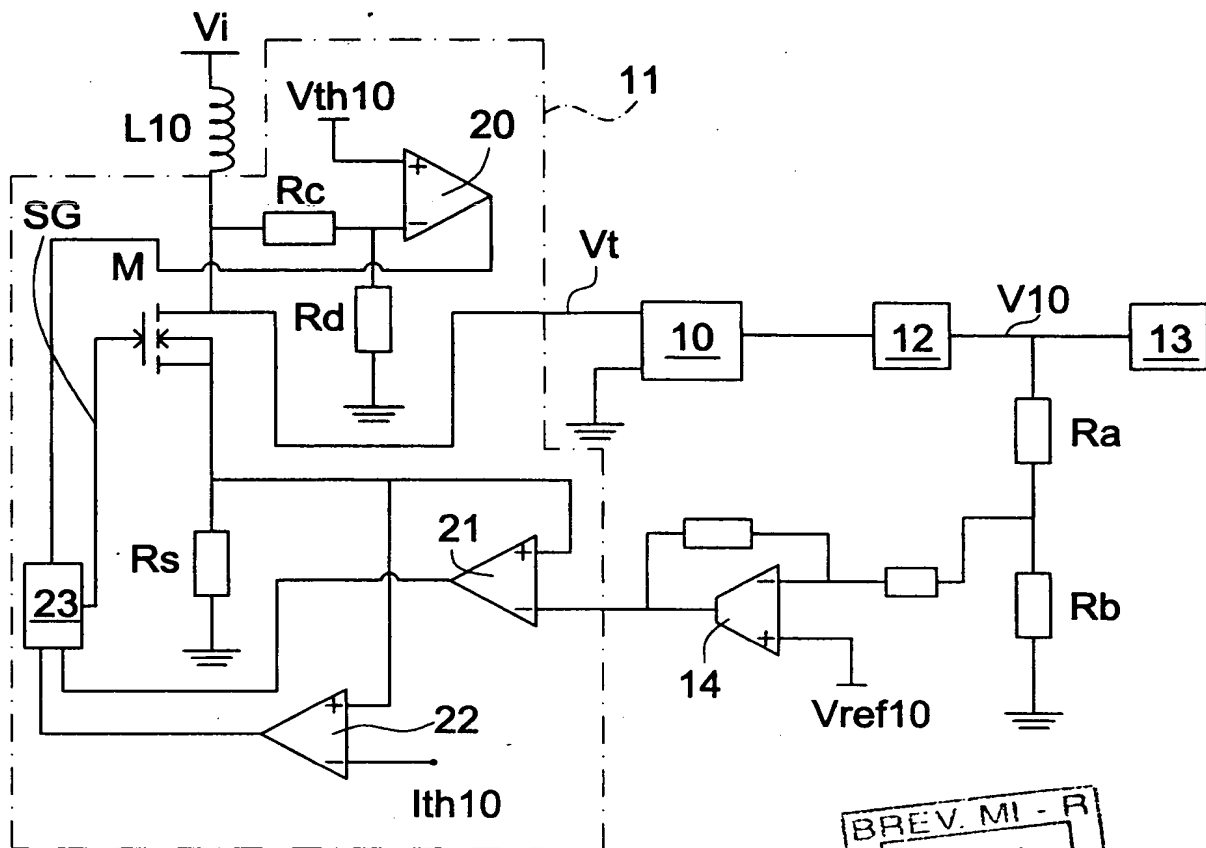 Vi
11
Vth10
20
L10
Rc
SG
Vt
M
V10
Rd
10
12
13
Ra
21
Rs
23
14
Rb
22
Vref10
Ith10
BREV. MI - R